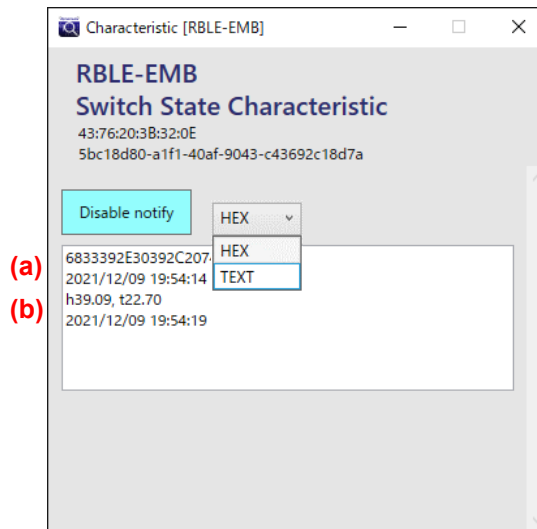 Characteristic [RBLE-EMB]
RBLE-EMB
Switch State Characteristic
43:76:20:3B:32:0E
5bc18d80-a1f1-40af-9043-c43692c18d7a
Disable notify
HEX
HEX
TEXT
(a)
6833392E30392C207
2021/12/09 19:54:14
(b)
h39.09, t22.70
2021/12/09 19:54:19